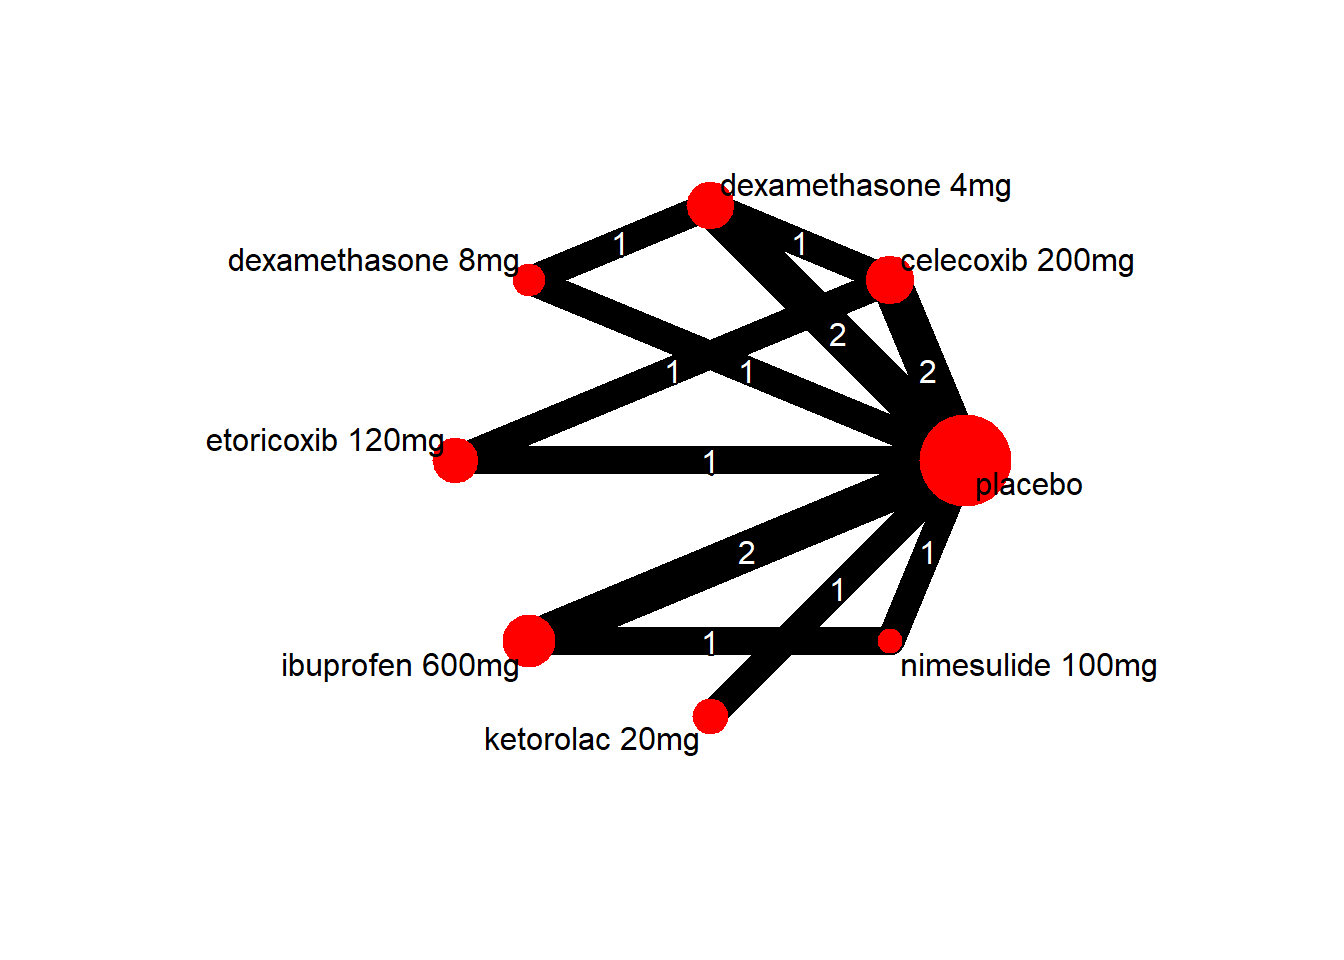 dexamethasone 4mg
dexamethasone 8mg
1
1
celecoxib 200mg
2
1
1
2
etoricoxib 120mg
1
placebo
2
1
1
1
ibuprofen 600mg
nimesulide 100mg
ketorolac 20mg